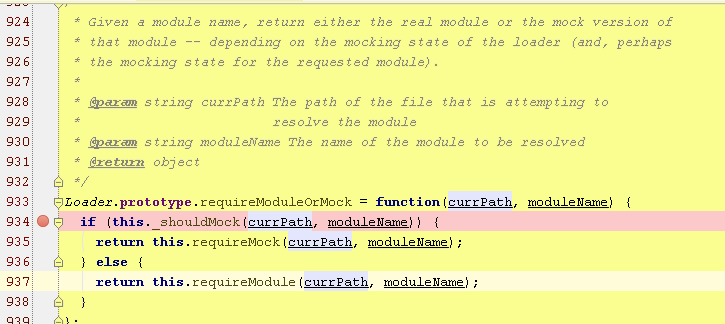 924 * Given a module name, return either the real module or the mock version of
925 * that module -- depending on the mocking state of the loader (and, perhaps
926 * the mocking state for the requested module).
927 *
928 * @param string currPath The path of the file that is attempting to
929 * resolve the module
930 * @param string moduleName The name of the module to be resolved
931 * @return object
932 */
933 Loader.prototype.requireModuleOrMock = function(currPath, moduleName) {
934 if (this._shouldMock(currPath, moduleName)) {
935 return this.requireMock(currPath, moduleName);
936 } else {
937 return this.requireModule(currPath, moduleName);
938 }
939 };